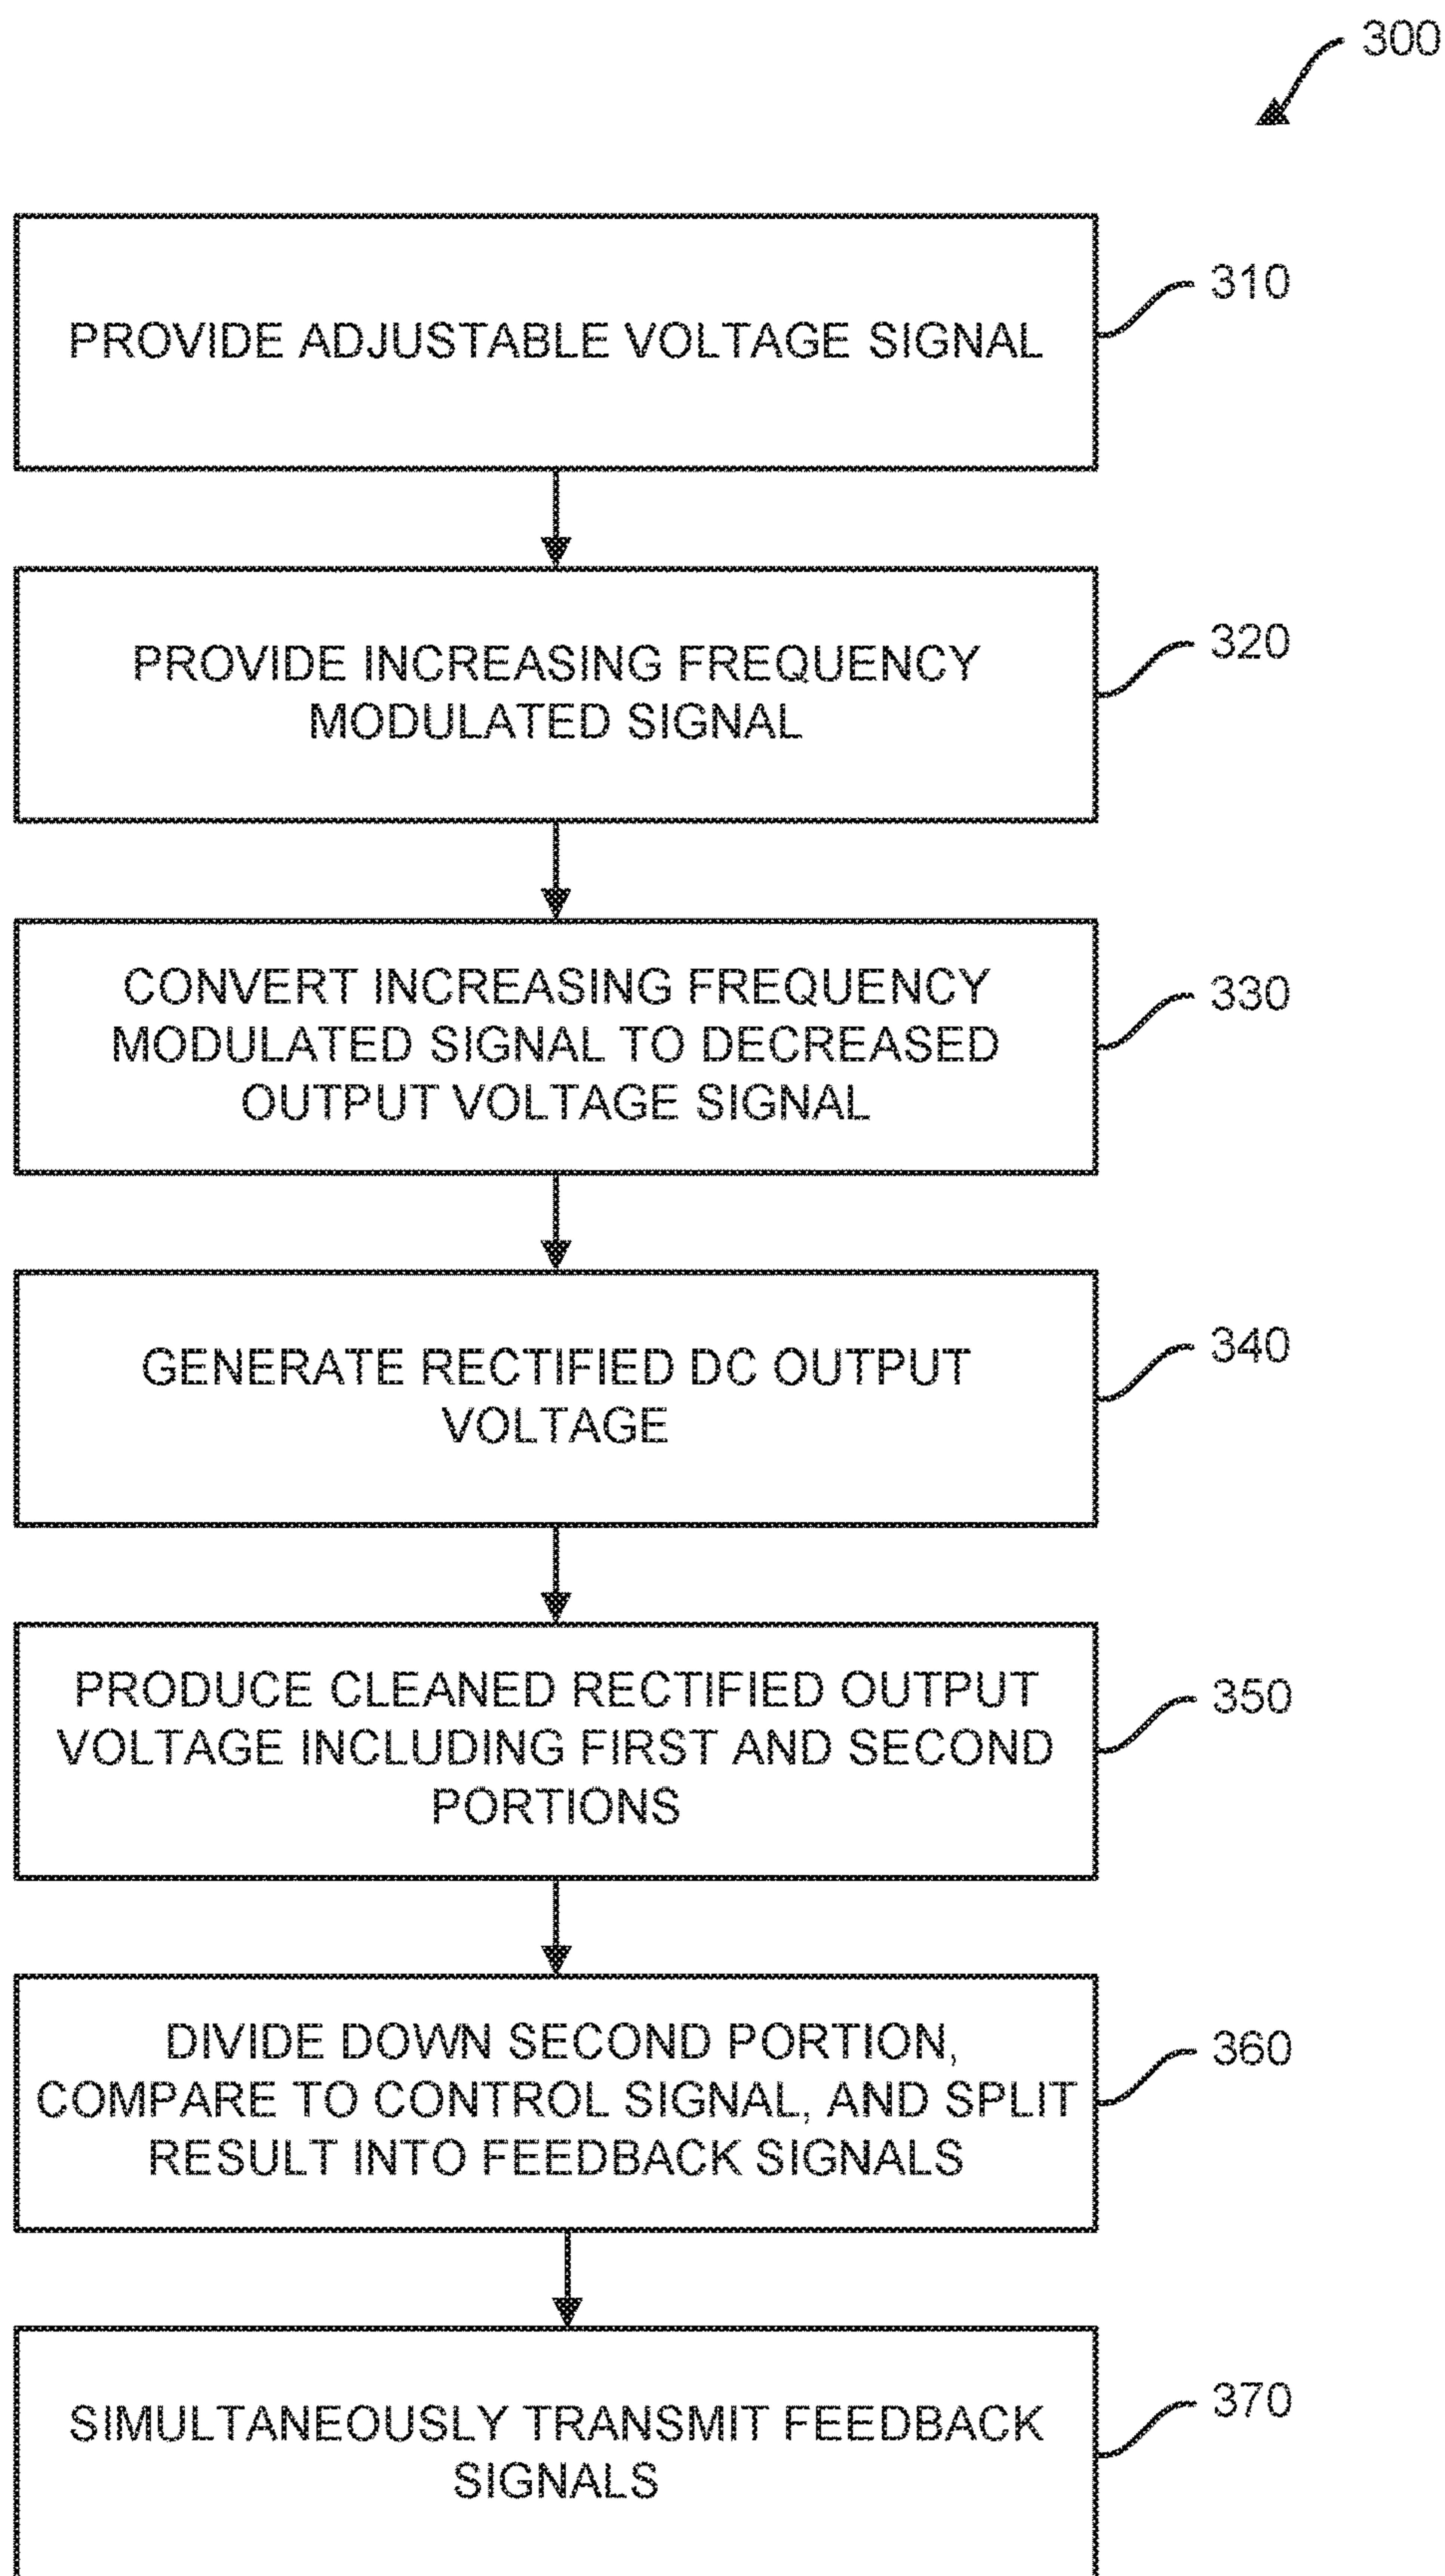 300
PROVIDE ADJUSTABLE VOLTAGE SIGNAL
310
PROVIDE INCREASING FREQUENCY
MODULATED SIGNAL
320
CONVERT INCREASING FREQUENCY
MODULATED SIGNAL TO DECREASED
OUTPUT VOLTAGE SIGNAL
330
GENERATE RECTIFIED DC OUTPUT
VOLTAGE
340
PRODUCE CLEANED RECTIFIED OUTPUT
VOLTAGE INCLUDING FIRST AND SECOND
PORTIONS
350
DIVIDE DOWN SECOND PORTION,
COMPARE TO CONTROL SIGNAL, AND SPLIT
RESULT INTO FEEDBACK SIGNALS
360
SIMULTANEOUSLY TRANSMIT FEEDBACK
SIGNALS
370